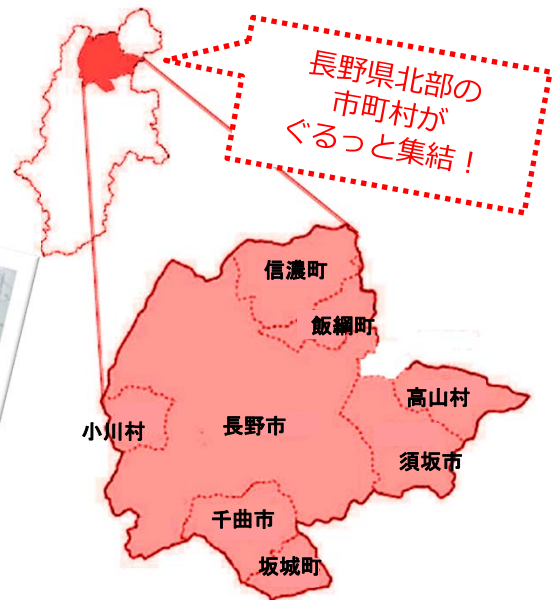 長野県北部の
市町村が
ぐるっと集結！
信濃町
飯綱町
高山村
小川村
長野市
須坂市
千曲市
坂城町